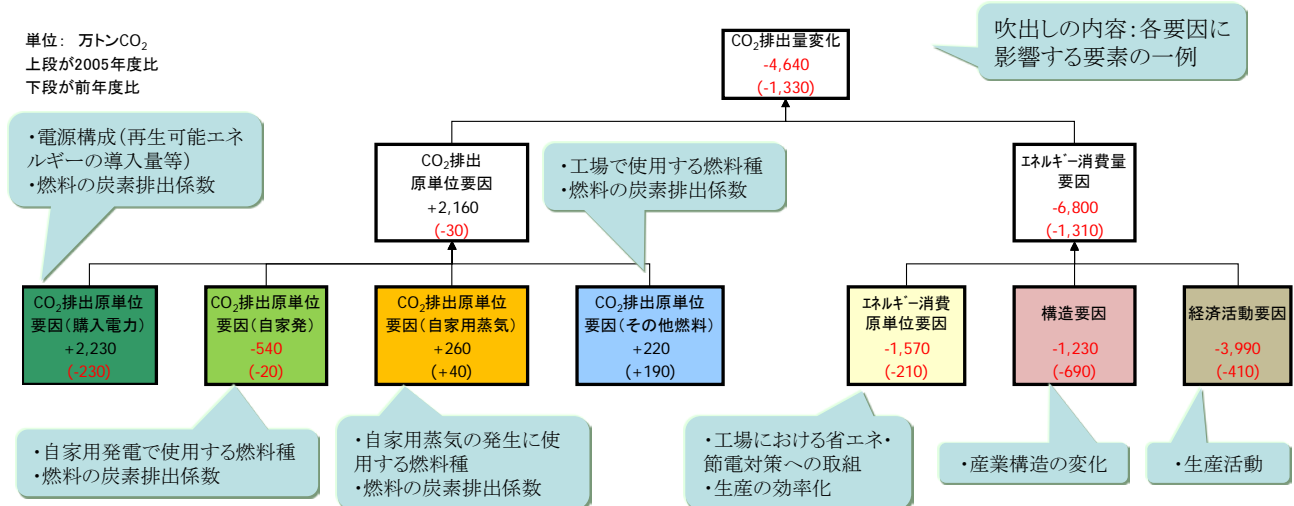 単位： 万トンCO₂
上段が2005年度比
下段が前年度比
CO₂排出量変化
-4,640
(-1,330)
吹出しの内容：各要因に
影響する要素の一例
・電源構成（再生可能エネ
ルギーの導入量等）
・燃料の炭素排出係数
CO₂排出
原単位要因
+2,160
(-30)
・工場で使用する燃料種
・燃料の炭素排出係数
ｴﾈﾙｷﾞｰ消費量
要因
-6,800
(-1,310)
CO₂排出原単位
要因（購入電力）
+2,230
(-230)
CO₂排出原単位
要因（自家発）
-540
(-20)
CO₂排出原単位
要因（自家用蒸気）
+260
(+40)
CO₂排出原単位
要因（その他燃料）
+220
(+190)
ｴﾈﾙｷﾞｰ消費
原単位要因
-1,570
(-210)
構造要因
-1,230
(-690)
経済活動要因
-3,990
(-410)
・自家用発電で使用する燃料種
・燃料の炭素排出係数
・自家用蒸気の発生に使
用する燃料種
・燃料の炭素排出係数
・工場における省エネ・
節電対策への取組
・生産の効率化
・産業構造の変化
・生産活動